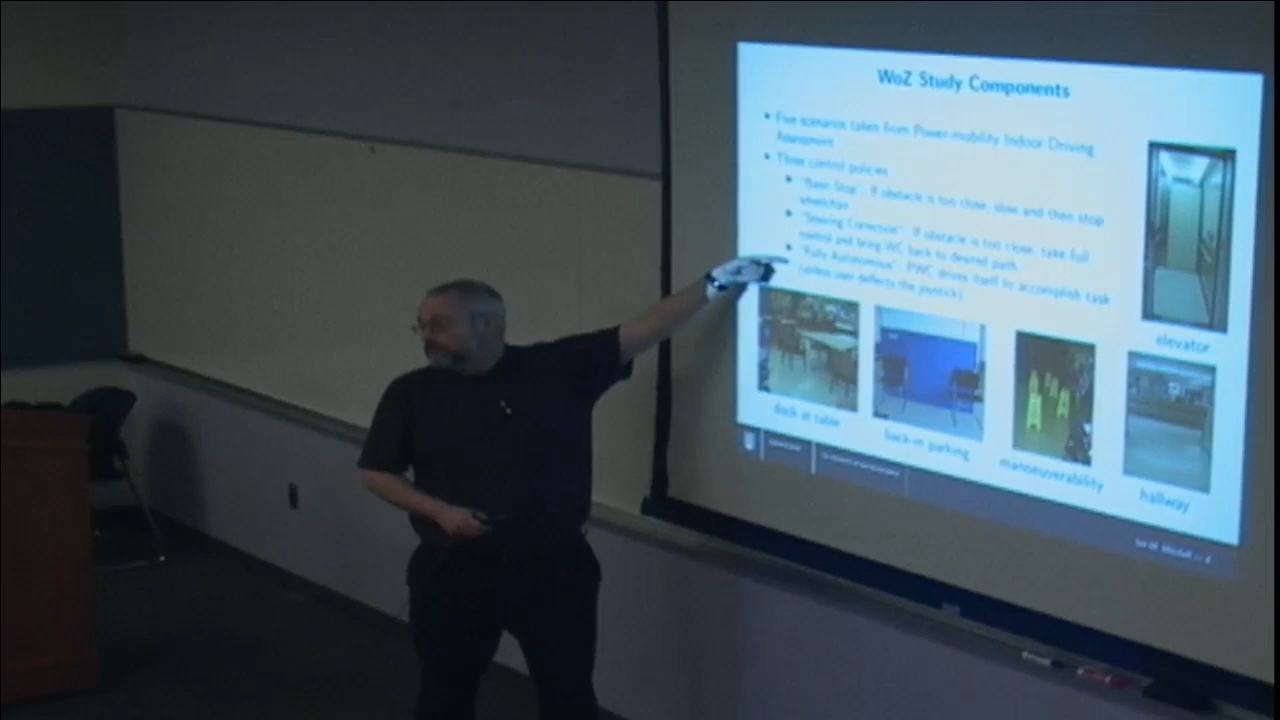 WoZ Study Components
• Five scenarios taken from Power-mobility Indoor Driving
Assessment
• Three control policies
▶ "Basic Stop": If obstacle is too close, slow and then stop
wheelchair
▶ "Steering Correction": If obstacle is too close, take full
control and bring WC back to desired path
▶ "Fully Autonomous": PWC drives itself to accomplish task
(unless user deflects the joystick)
elevator
dock at table
back-in parking
manoeuverability
hallway